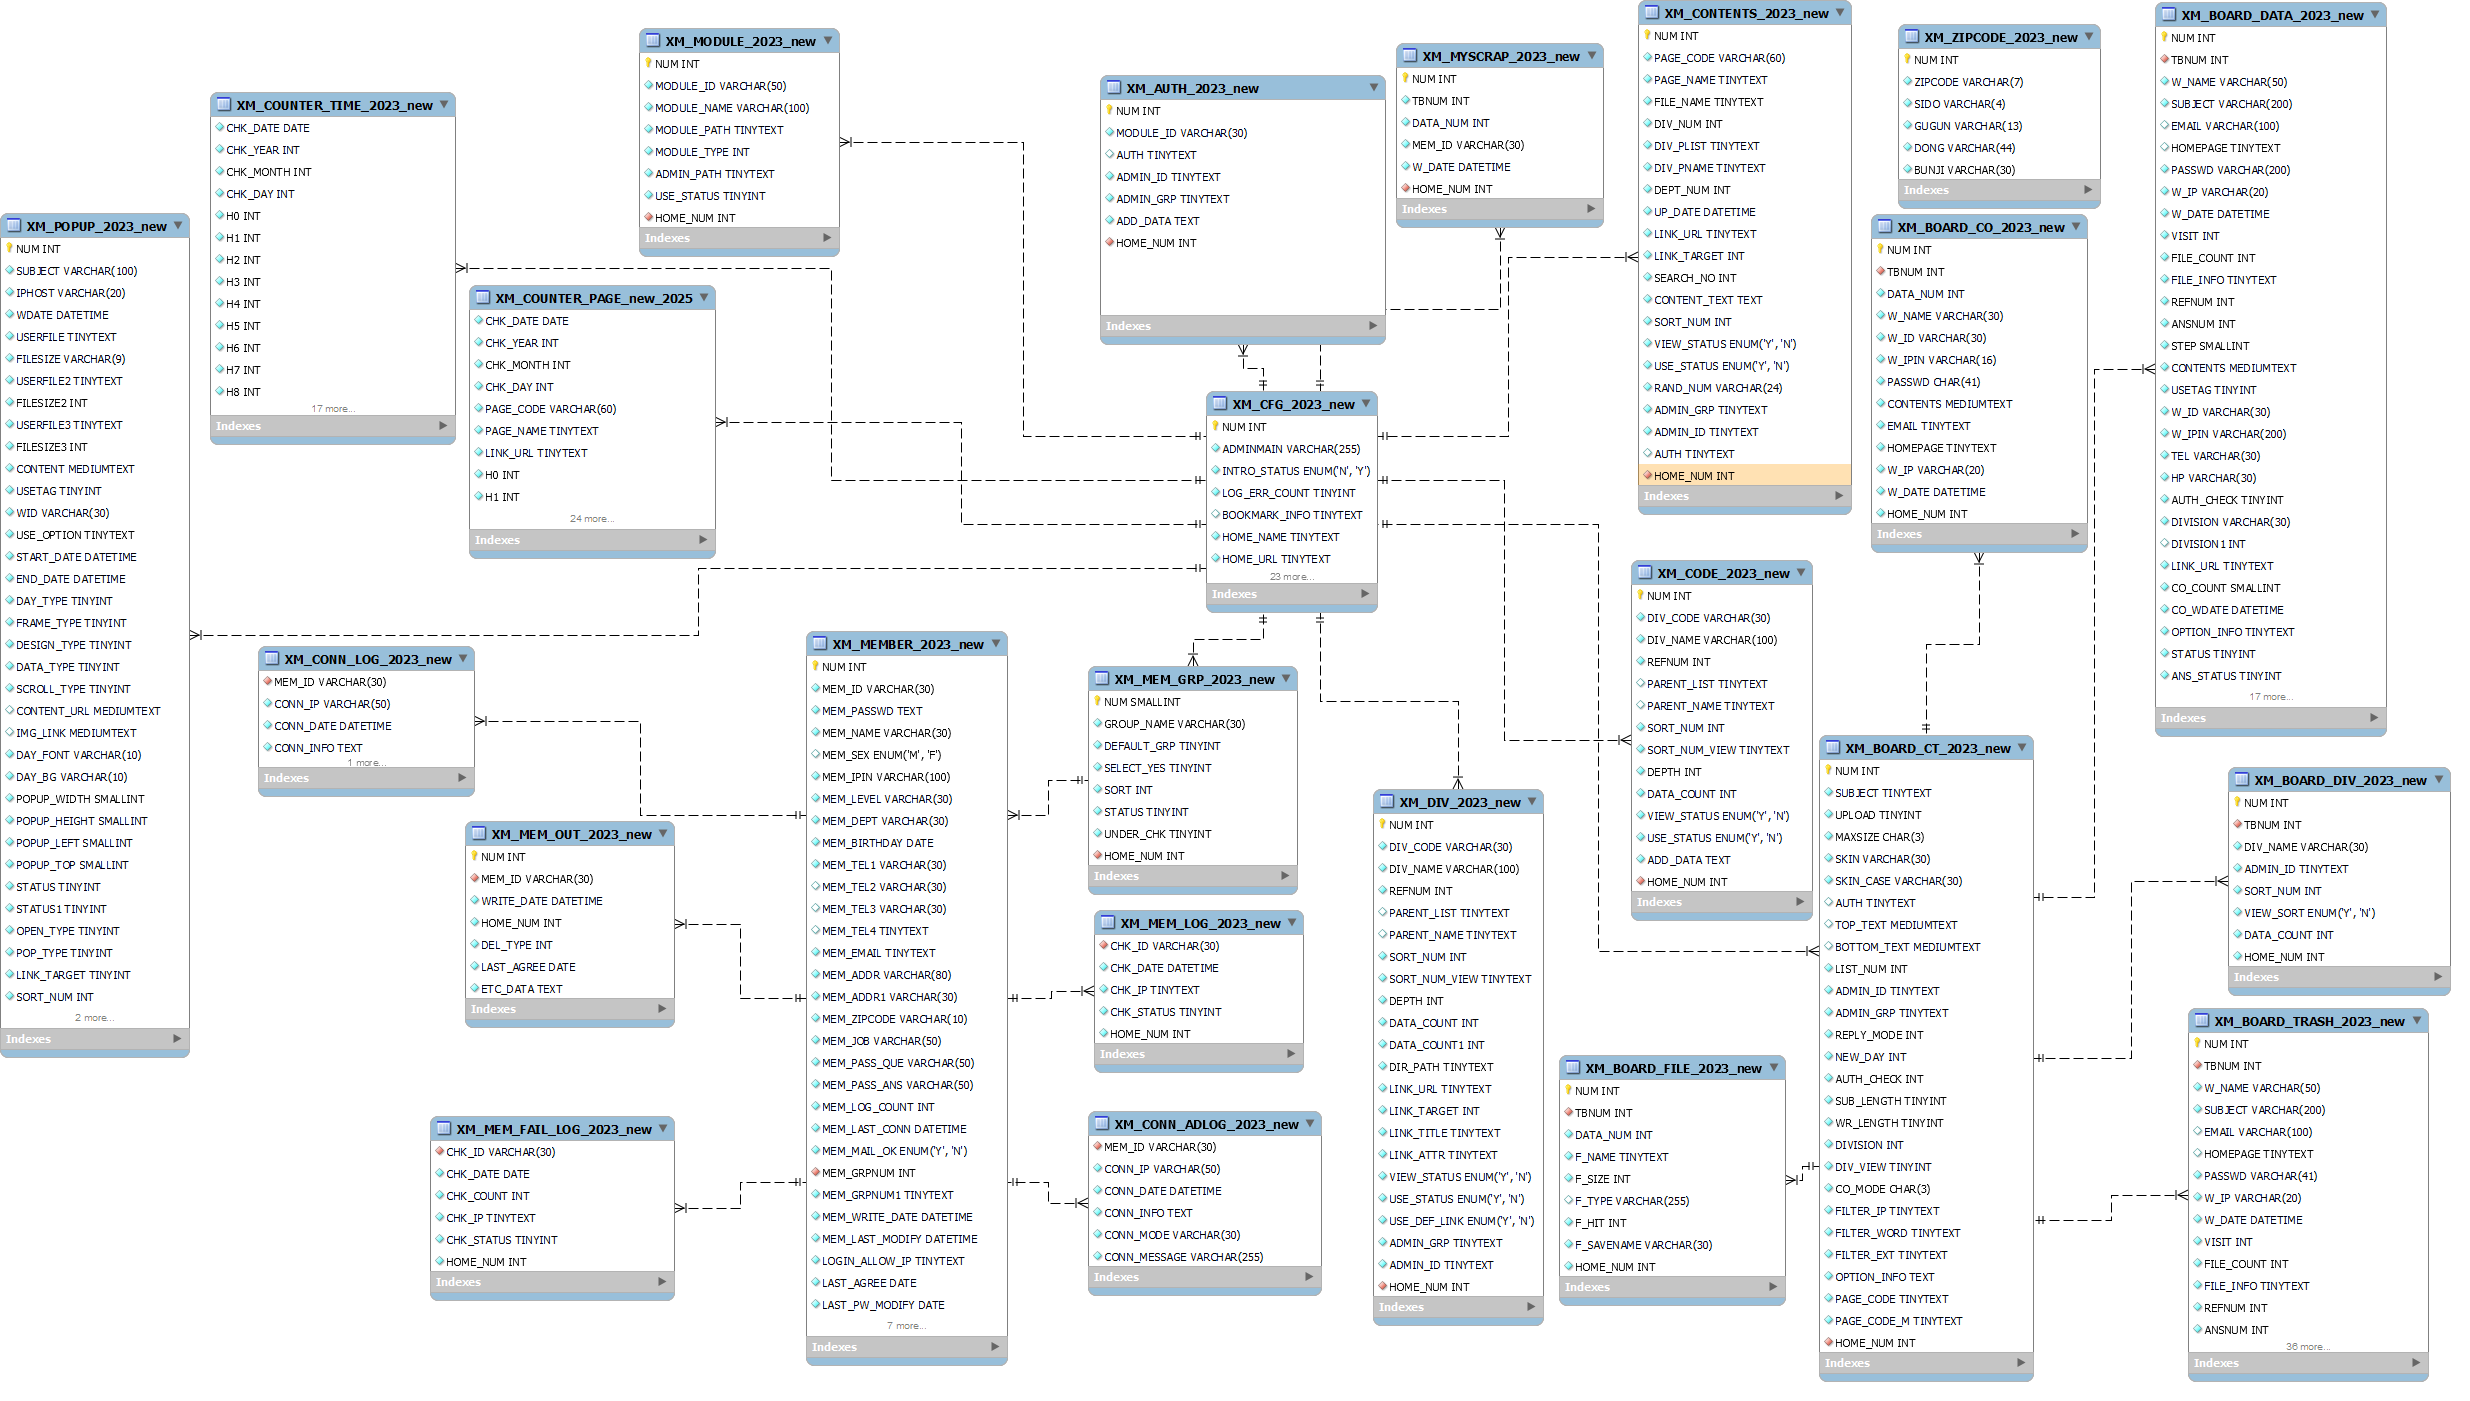 XM_POPUP_2023_new
NUM INT
SUBJECT VARCHAR(100)
IPHOST VARCHAR(20)
WDATE DATETIME
USERFILE TINYTEXT
FILESIZE VARCHAR(9)
USERFILE2 TINYTEXT
FILESIZE2 INT
USERFILE3 TINYTEXT
FILESIZE3 INT
CONTENT MEDIUMTEXT
USETAG TINYINT
WID VARCHAR(30)
USE_OPTION TINYTEXT
START_DATE DATETIME
END_DATE DATETIME
DAY_TYPE TINYINT
FRAME_TYPE TINYINT
DESIGN_TYPE TINYINT
DATA_TYPE TINYINT
SCROLL_TYPE TINYINT
CONTENT_URL MEDIUMTEXT
IMG_LINK MEDIUMTEXT
DAY_FONT VARCHAR(10)
DAY_BG VARCHAR(10)
POPUP_WIDTH SMALLINT
POPUP_HEIGHT SMALLINT
POPUP_LEFT SMALLINT
POPUP_TOP SMALLINT
STATUS TINYINT
STATUS1 TINYINT
OPEN_TYPE TINYINT
POP_TYPE TINYINT
LINK_TARGET TINYINT
SORT_NUM INT
2 more...
Indexes
XM_COUNTER_TIME_2023_new
CHK_DATE DATE
CHK_YEAR INT
CHK_MONTH INT
CHK_DAY INT
H0 INT
H1 INT
H2 INT
H3 INT
H4 INT
H5 INT
H6 INT
H7 INT
H8 INT
17 more...
Indexes
XM_MODULE_2023_new
NUM INT
MODULE_ID VARCHAR(50)
MODULE_NAME VARCHAR(100)
MODULE_PATH TINYTEXT
MODULE_TYPE INT
ADMIN_PATH TINYTEXT
USE_STATUS TINYINT
HOME_NUM INT
Indexes
XM_COUNTER_PAGE_new_2025
CHK_DATE DATE
CHK_YEAR INT
CHK_MONTH INT
CHK_DAY INT
PAGE_CODE VARCHAR(60)
PAGE_NAME TINYTEXT
LINK_URL TINYTEXT
H0 INT
H1 INT
24 more...
Indexes
XM_AUTH_2023_new
NUM INT
MODULE_ID VARCHAR(30)
AUTH TINYTEXT
ADMIN_ID TINYTEXT
ADMIN_GRP TINYTEXT
ADD_DATA TEXT
HOME_NUM INT
Indexes
XM_MYSCRAP_2023_new
NUM INT
TBNUM INT
DATA_NUM INT
MEM_ID VARCHAR(30)
W_DATE DATETIME
HOME_NUM INT
Indexes
XM_CONTENTS_2023_new
NUM INT
PAGE_CODE VARCHAR(60)
PAGE_NAME TINYTEXT
FILE_NAME TINYTEXT
DIV_NUM INT
DIV_PLIST TINYTEXT
DIV_PNAME TINYTEXT
DEPT_NUM INT
UP_DATE DATETIME
LINK_URL TINYTEXT
LINK_TARGET INT
SEARCH_NO INT
CONTENT_TEXT TEXT
SORT_NUM INT
VIEW_STATUS ENUM('Y', 'N')
USE_STATUS ENUM('Y', 'N')
RAND_NUM VARCHAR(24)
ADMIN_GRP TINYTEXT
ADMIN_ID TINYTEXT
AUTH TINYTEXT
HOME_NUM INT
Indexes
XM_ZIPCODE_2023_new
NUM INT
ZIPCODE VARCHAR(7)
SIDO VARCHAR(4)
GUGUN VARCHAR(13)
DONG VARCHAR(44)
BUNJI VARCHAR(30)
Indexes
XM_BOARD_CO_2023_new
NUM INT
TBNUM INT
DATA_NUM INT
W_NAME VARCHAR(30)
W_ID VARCHAR(30)
W_IPIN VARCHAR(16)
PASSWD CHAR(41)
CONTENTS MEDIUMTEXT
EMAIL TINYTEXT
HOMEPAGE TINYTEXT
W_IP VARCHAR(20)
W_DATE DATETIME
HOME_NUM INT
Indexes
XM_BOARD_DATA_2023_new
NUM INT
TBNUM INT
W_NAME VARCHAR(50)
SUBJECT VARCHAR(200)
EMAIL VARCHAR(100)
HOMEPAGE TINYTEXT
PASSWD VARCHAR(200)
W_IP VARCHAR(20)
W_DATE DATETIME
VISIT INT
FILE_COUNT INT
FILE_INFO TINYTEXT
REFNUM INT
ANSNUM INT
STEP SMALLINT
CONTENTS MEDIUMTEXT
USETAG TINYINT
W_ID VARCHAR(30)
W_IPIN VARCHAR(200)
TEL VARCHAR(30)
HP VARCHAR(30)
AUTH_CHECK TINYINT
DIVISION VARCHAR(30)
DIVISION1 INT
LINK_URL TINYTEXT
CO_COUNT SMALLINT
CO_WDATE DATETIME
OPTION_INFO TINYTEXT
STATUS TINYINT
ANS_STATUS TINYINT
17 more...
Indexes
XM_CFG_2023_new
NUM INT
ADMINMAIN VARCHAR(255)
INTRO_STATUS ENUM('N', 'Y')
LOG_ERR_COUNT TINYINT
BOOKMARK_INFO TINYTEXT
HOME_NAME TINYTEXT
HOME_URL TINYTEXT
23 more...
Indexes
XM_CONN_LOG_2023_new
MEM_ID VARCHAR(30)
CONN_IP VARCHAR(50)
CONN_DATE DATETIME
CONN_INFO TEXT
1 more...
Indexes
XM_MEM_OUT_2023_new
NUM INT
MEM_ID VARCHAR(30)
WRITE_DATE DATETIME
HOME_NUM INT
DEL_TYPE INT
LAST_AGREE DATE
ETC_DATA TEXT
Indexes
XM_MEM_FAIL_LOG_2023_new
CHK_ID VARCHAR(30)
CHK_DATE DATE
CHK_COUNT INT
CHK_IP TINYTEXT
CHK_STATUS TINYINT
HOME_NUM INT
Indexes
XM_MEMBER_2023_new
NUM INT
MEM_ID VARCHAR(30)
MEM_PASSWD TEXT
MEM_NAME VARCHAR(30)
MEM_SEX ENUM('M', 'F')
MEM_IPIN VARCHAR(100)
MEM_LEVEL VARCHAR(30)
MEM_DEPT VARCHAR(30)
MEM_BIRTHDAY DATE
MEM_TEL1 VARCHAR(30)
MEM_TEL2 VARCHAR(30)
MEM_TEL3 VARCHAR(30)
MEM_TEL4 TINYTEXT
MEM_EMAIL TINYTEXT
MEM_ADDR VARCHAR(80)
MEM_ADDR1 VARCHAR(30)
MEM_ZIPCODE VARCHAR(10)
MEM_JOB VARCHAR(50)
MEM_PASS_QUE VARCHAR(50)
MEM_PASS_ANS VARCHAR(50)
MEM_LOG_COUNT INT
MEM_LAST_CONN DATETIME
MEM_MAIL_OK ENUM('Y', 'N')
MEM_GRPNUM INT
MEM_GRPNUM1 TINYTEXT
MEM_WRITE_DATE DATETIME
MEM_LAST_MODIFY DATETIME
LOGIN_ALLOW_IP TINYTEXT
LAST_AGREE DATE
LAST_PW_MODIFY DATE
7 more...
Indexes
XM_MEM_GRP_2023_new
NUM SMALLINT
GROUP_NAME VARCHAR(30)
DEFAULT_GRP TINYINT
SELECT_YES TINYINT
SORT INT
STATUS TINYINT
UNDER_CHK TINYINT
HOME_NUM INT
Indexes
XM_MEM_LOG_2023_new
CHK_ID VARCHAR(30)
CHK_DATE DATETIME
CHK_IP TINYTEXT
CHK_STATUS TINYINT
HOME_NUM INT
Indexes
XM_CONN_ADLOG_2023_new
MEM_ID VARCHAR(30)
CONN_IP VARCHAR(50)
CONN_DATE DATETIME
CONN_INFO TEXT
CONN_MODE VARCHAR(30)
CONN_MESSAGE VARCHAR(255)
Indexes
XM_DIV_2023_new
NUM INT
DIV_CODE VARCHAR(30)
DIV_NAME VARCHAR(100)
REFNUM INT
PARENT_LIST TINYTEXT
PARENT_NAME TINYTEXT
SORT_NUM INT
SORT_NUM_VIEW TINYTEXT
DEPTH INT
DATA_COUNT INT
DATA_COUNT1 INT
DIR_PATH TINYTEXT
LINK_URL TINYTEXT
LINK_TARGET INT
LINK_TITLE TINYTEXT
LINK_ATTR TINYTEXT
VIEW_STATUS ENUM('Y', 'N')
USE_STATUS ENUM('Y', 'N')
USE_DEF_LINK ENUM('Y', 'N')
ADMIN_GRP TINYTEXT
ADMIN_ID TINYTEXT
HOME_NUM INT
Indexes
XM_CODE_2023_new
NUM INT
DIV_CODE VARCHAR(30)
DIV_NAME VARCHAR(100)
REFNUM INT
PARENT_LIST TINYTEXT
PARENT_NAME TINYTEXT
SORT_NUM INT
SORT_NUM_VIEW TINYTEXT
DEPTH INT
DATA_COUNT INT
VIEW_STATUS ENUM('Y', 'N')
USE_STATUS ENUM('Y', 'N')
ADD_DATA TEXT
HOME_NUM INT
Indexes
XM_BOARD_FILE_2023_new
NUM INT
TBNUM INT
DATA_NUM INT
F_NAME TINYTEXT
F_SIZE INT
F_TYPE VARCHAR(255)
F_HIT INT
F_SAVENAME VARCHAR(30)
HOME_NUM INT
Indexes
XM_BOARD_CT_2023_new
NUM INT
SUBJECT TINYTEXT
UPLOAD TINYINT
MAXSIZE CHAR(3)
SKIN VARCHAR(30)
SKIN_CASE VARCHAR(30)
AUTH TINYTEXT
TOP_TEXT MEDIUMTEXT
BOTTOM_TEXT MEDIUMTEXT
LIST_NUM INT
ADMIN_ID TINYTEXT
ADMIN_GRP TINYTEXT
REPLY_MODE INT
NEW_DAY INT
AUTH_CHECK INT
SUB_LENGTH TINYINT
WR_LENGTH TINYINT
DIVISION INT
DIV_VIEW TINYINT
CO_MODE CHAR(3)
FILTER_IP TINYTEXT
FILTER_WORD TINYTEXT
FILTER_EXT TINYTEXT
OPTION_INFO TEXT
PAGE_CODE TINYTEXT
PAGE_CODE_M TINYTEXT
HOME_NUM INT
Indexes
XM_BOARD_DIV_2023_new
NUM INT
TBNUM INT
DIV_NAME VARCHAR(30)
ADMIN_ID TINYTEXT
SORT_NUM INT
VIEW_SORT ENUM('Y', 'N')
DATA_COUNT INT
HOME_NUM INT
Indexes
XM_BOARD_TRASH_2023_new
NUM INT
TBNUM INT
W_NAME VARCHAR(50)
SUBJECT VARCHAR(200)
EMAIL VARCHAR(100)
HOMEPAGE TINYTEXT
PASSWD VARCHAR(41)
W_IP VARCHAR(20)
W_DATE DATETIME
VISIT INT
FILE_COUNT INT
FILE_INFO TINYTEXT
REFNUM INT
ANSNUM INT
36 more...
Indexes